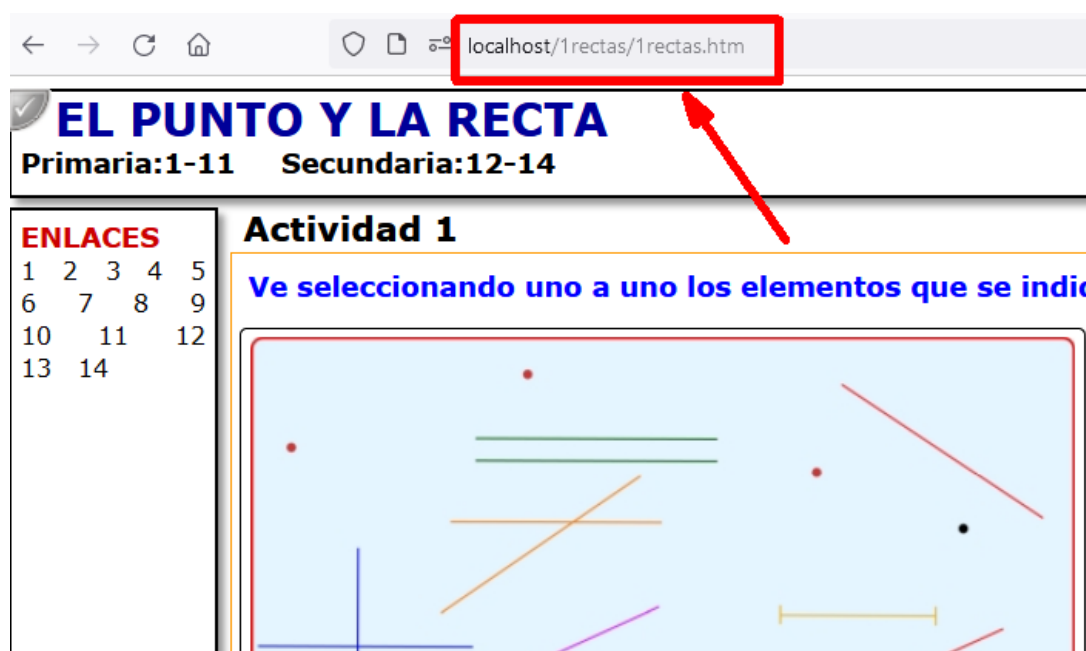 localhost/1rectas/1rectas.htm
EL PUNTO Y LA RECTA
Primaria:1-11 Secundaria:12-14
ENLACES
1 2 3 4 5
6 7 8 9
10 11 12
13 14
Actividad 1
Ve seleccionando uno a uno los elementos que se indic